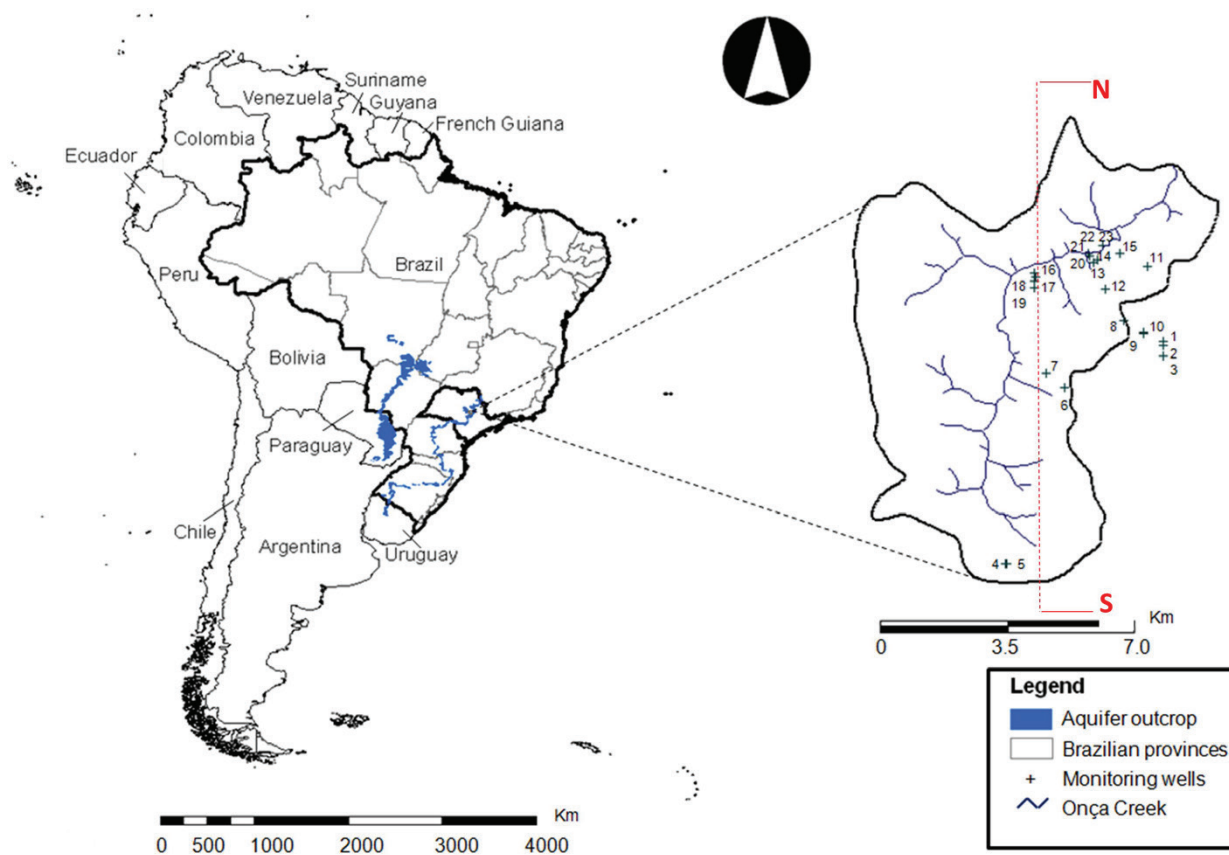 Suriname
Venezuela
Guyana
French Guiana
Colombia
Ecuador
Peru
Brazil
Bolivia
Paraguay
Chile
Argentina
Uruguay
Km
0 500 1000 2000 3000 4000
N
22 23
21 14 15
20 13 11
16
18 17 12
19
8 10
9 1
2
3
7
6
4 5
S
Km
0 3.5 7.0
Legend
Aquifer outcrop
Brazilian provinces
Monitoring wells
Onça Creek